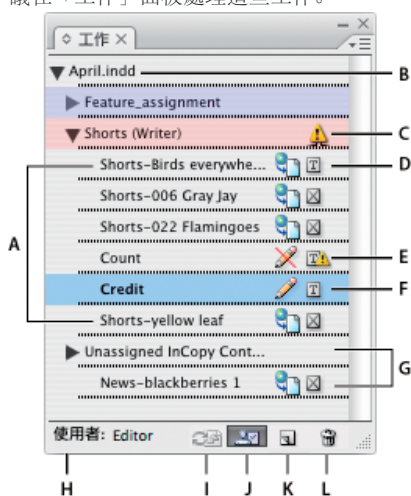 議在「工作」面板處理這些工作。
工作
April.indd
B
Feature_assignment
Shorts (Writer)
C
Shorts-Birds everywhe...
D
Shorts-006 Gray Jay
Shorts-022 Flamingoes
A
Count
E
Credit
F
Shorts-yellow leaf
Unassigned InCopy Cont...
G
News-blackberries 1
使用者: Editor
H I J K L